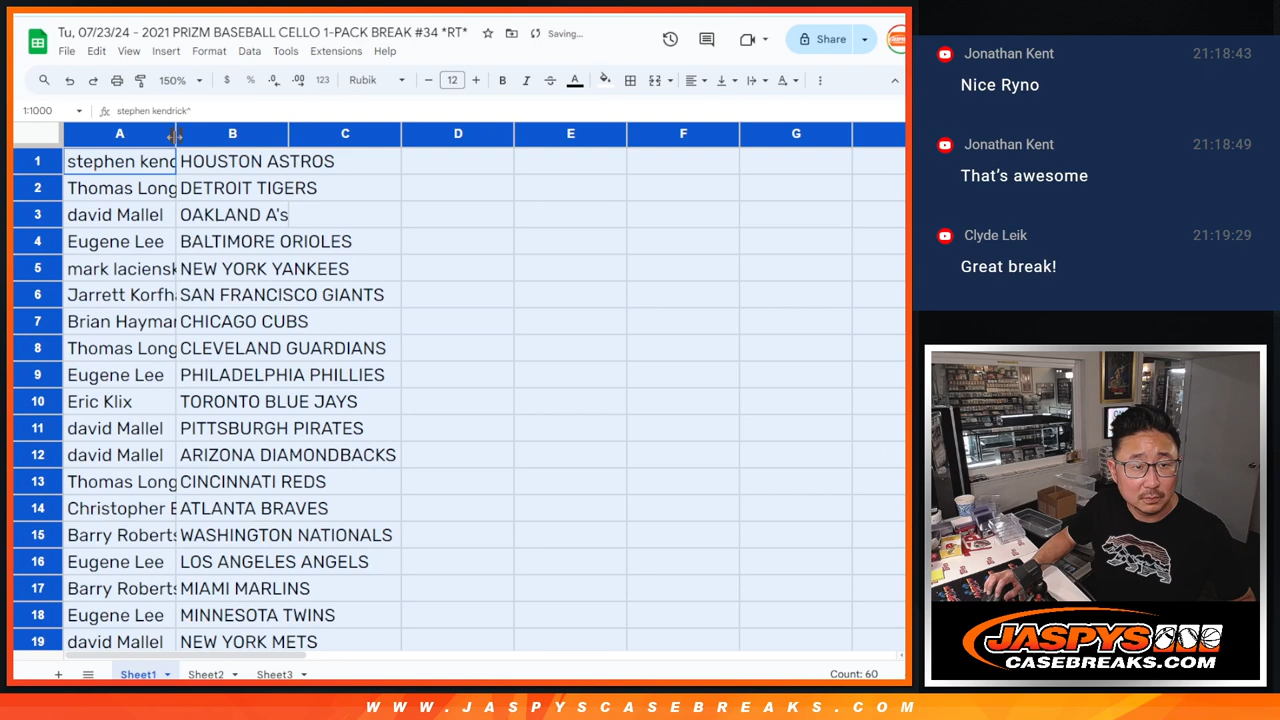 Tu, 07/23/24 - 2021 PRIZM BASEBALL CELLO 1-PACK BREAK #34 *RT*
Saving...
File Edit View Insert Format Data Tools Extensions Help
Share
150% $ % .0 .00 123 Rubik 12
1:1000 fx stephen kendrick^
A B C D E F G
1 stephen kend HOUSTON ASTROS
2 Thomas Long DETROIT TIGERS
3 david Mallel OAKLAND A's
4 Eugene Lee BALTIMORE ORIOLES
5 mark laciensk NEW YORK YANKEES
6 Jarrett Korfha SAN FRANCISCO GIANTS
7 Brian Hayman CHICAGO CUBS
8 Thomas Long CLEVELAND GUARDIANS
9 Eugene Lee PHILADELPHIA PHILLIES
10 Eric Klix TORONTO BLUE JAYS
11 david Mallel PITTSBURGH PIRATES
12 david Mallel ARIZONA DIAMONDBACKS
13 Thomas Long CINCINNATI REDS
14 Christopher ATLANTA BRAVES
15 Barry Roberts WASHINGTON NATIONALS
16 Eugene Lee LOS ANGELES ANGELS
17 Barry Roberts MIAMI MARLINS
18 Eugene Lee MINNESOTA TWINS
19 david Mallel NEW YORK METS
Sheet1 Sheet2 Sheet3 Count: 60
Jonathan Kent 21:18:43
Nice Ryno
Jonathan Kent 21:18:49
That's awesome
Clyde Leik 21:19:29
Great break!
JASPYS
CASEBREAKS.COM
WWW.JASPYSCASEBREAKS.COM